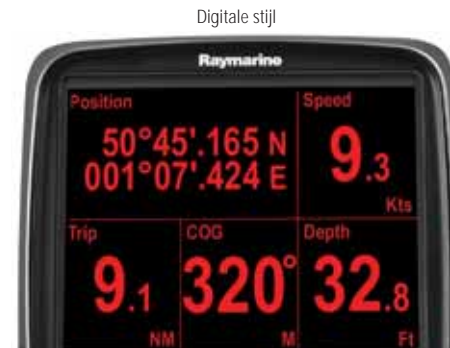 Digitale stijl
Raymarine
Position
50°45'.165 N
001°07'.424 E
Speed
9.3
Kts
Trip
9.1
NM
COG
320°
M
Depth
32.8
Ft